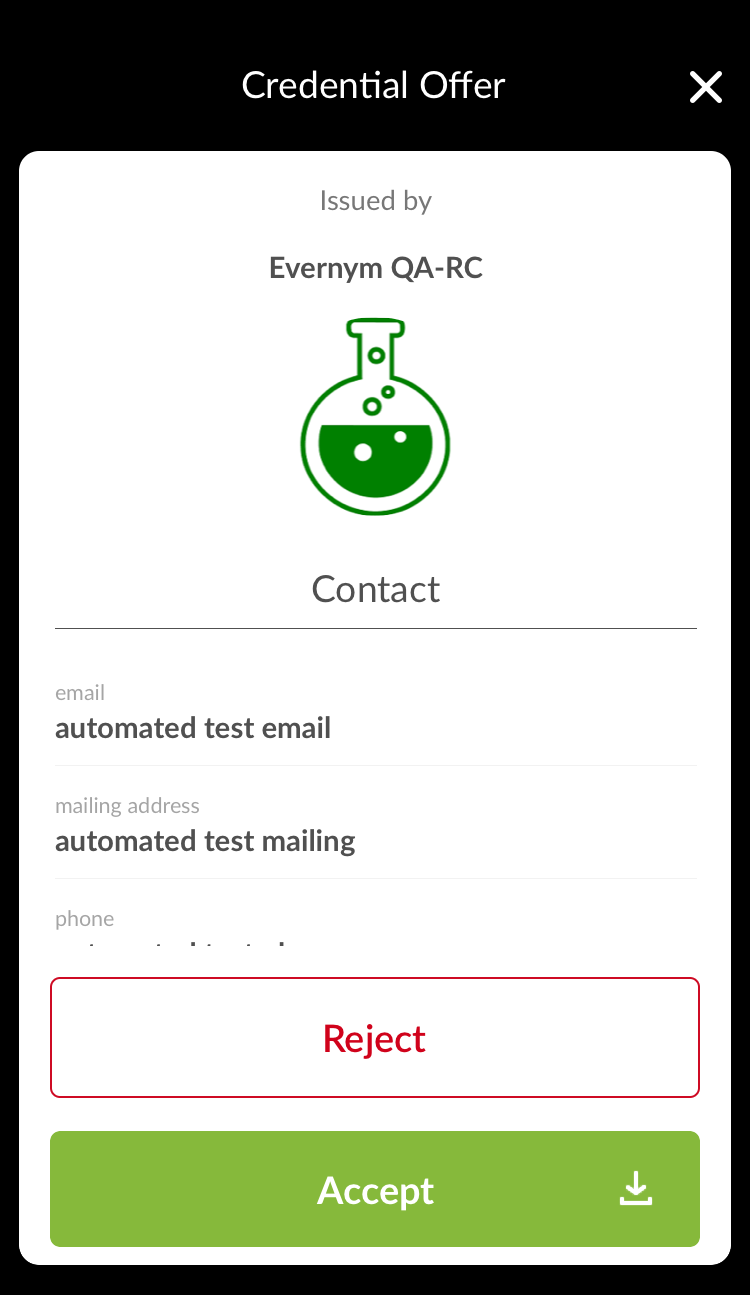 Credential Offer
Issued by
Evernym QA-RC
Contact
email
automated test email
mailing address
automated test mailing
phone
Reject
Accept